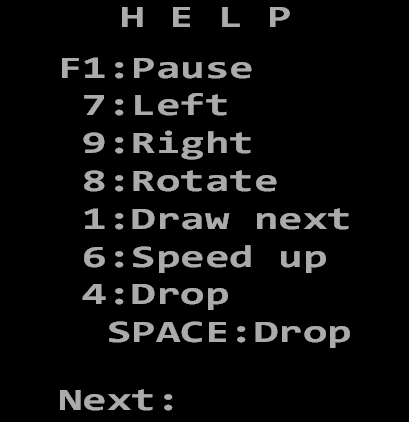 H E L P
F1:Pause
7:Left
9:Right
8:Rotate
1:Draw next
6:Speed up
4:Drop
SPACE:Drop
Next: